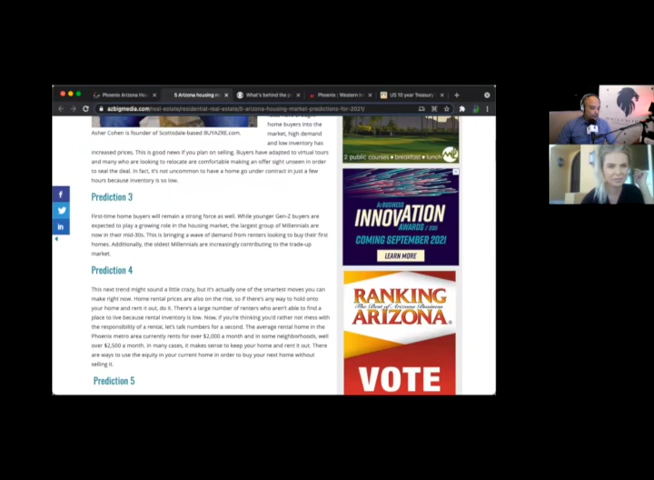 Phoenix Arizona Ho
5 Arizona housing m
What's behind the y
Phoenix : Western n
US 10 year Treasury
azbigmedia.com/real-estate/residential-real-estate/5-arizona-housing-market-predictions-for-2021/
home buyers into the
market, high demand
and low inventory has
Asher Cohen is founder of Scottsdale-based BUYAZRE.com.
increased prices. This is good news if you plan on selling. Buyers have adapted to virtual tours
and many who are looking to relocate are comfortable making an offer sight unseen in order
to seal the deal. In fact, it's not uncommon to have a home go under contract in just a few
hours because inventory is so low.
Prediction 3
First-time home buyers will remain a strong force as well. While younger Gen-Z buyers are
expected to play a growing role in the housing market, the largest group of Millennials are
now in their mid-30s. This is bringing a wave of demand from renters looking to buy their first
homes. Additionally, the oldest Millennials are increasingly contributing to the trade-up
market.
Prediction 4
This next trend might sound a little crazy, but it's actually one of the smartest moves you can
make right now. Home rental prices are also on the rise, so if there's any way to hold onto
your home and rent it out, do it. There's a large number of renters who aren't able to find a
place to live because rental inventory is low. Now, if you're thinking you'd rather not mess with
the responsibility of a rental, let's talk numbers for a second. The average rental home in the
Phoenix metro area currently rents for over $2,000 a month and in some neighborhoods, well
over $2,500 a month. In many cases, it makes sense to keep your home and rent it out. There
are ways to use the equity in your current home in order to buy your next home without
selling it.
Prediction 5
2 public courses • breakfast • lunch
AZBUSINESS
INNOVATION
AWARDS / 2021
COMING SEPTEMBER 2021
LEARN MORE
RANKING
The Best of Arizona Business
ARIZONA
VOTE